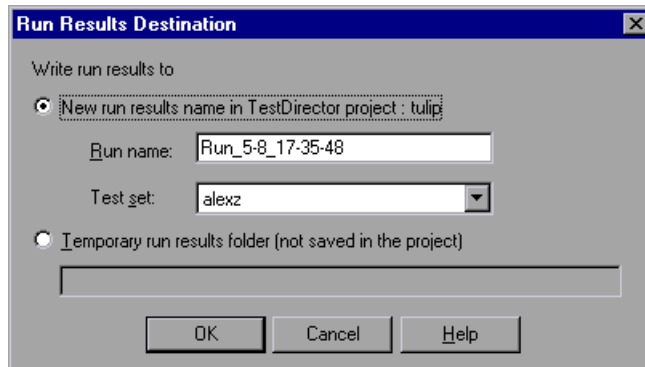 Run Results Destination
Write run results to
New run results name in TestDirector project : tulip
Run name: Run_5-8_17-35-48
Test set: alexz
Temporary run results folder (not saved in the project)
OK Cancel Help